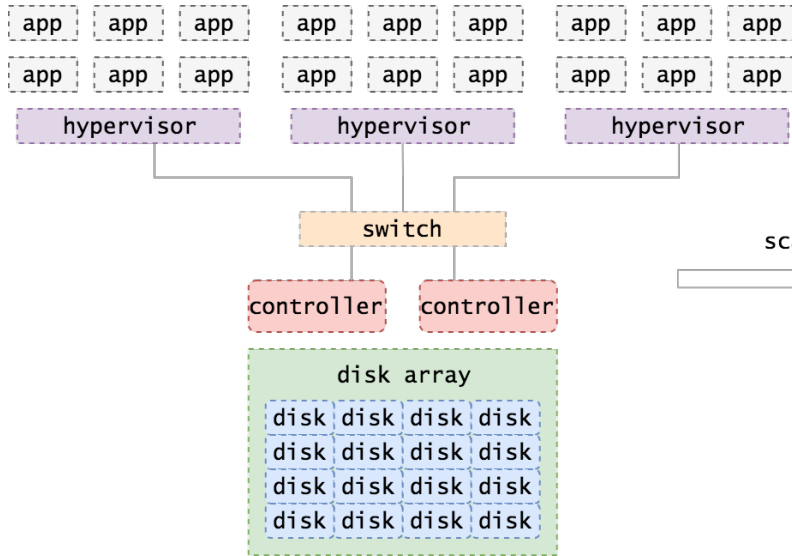 app app app app app app app app app
app app app app app app app app app
hypervisor hypervisor hypervisor
switch
controller controller
disk array
disk disk disk disk
disk disk disk disk
disk disk disk disk
disk disk disk disk